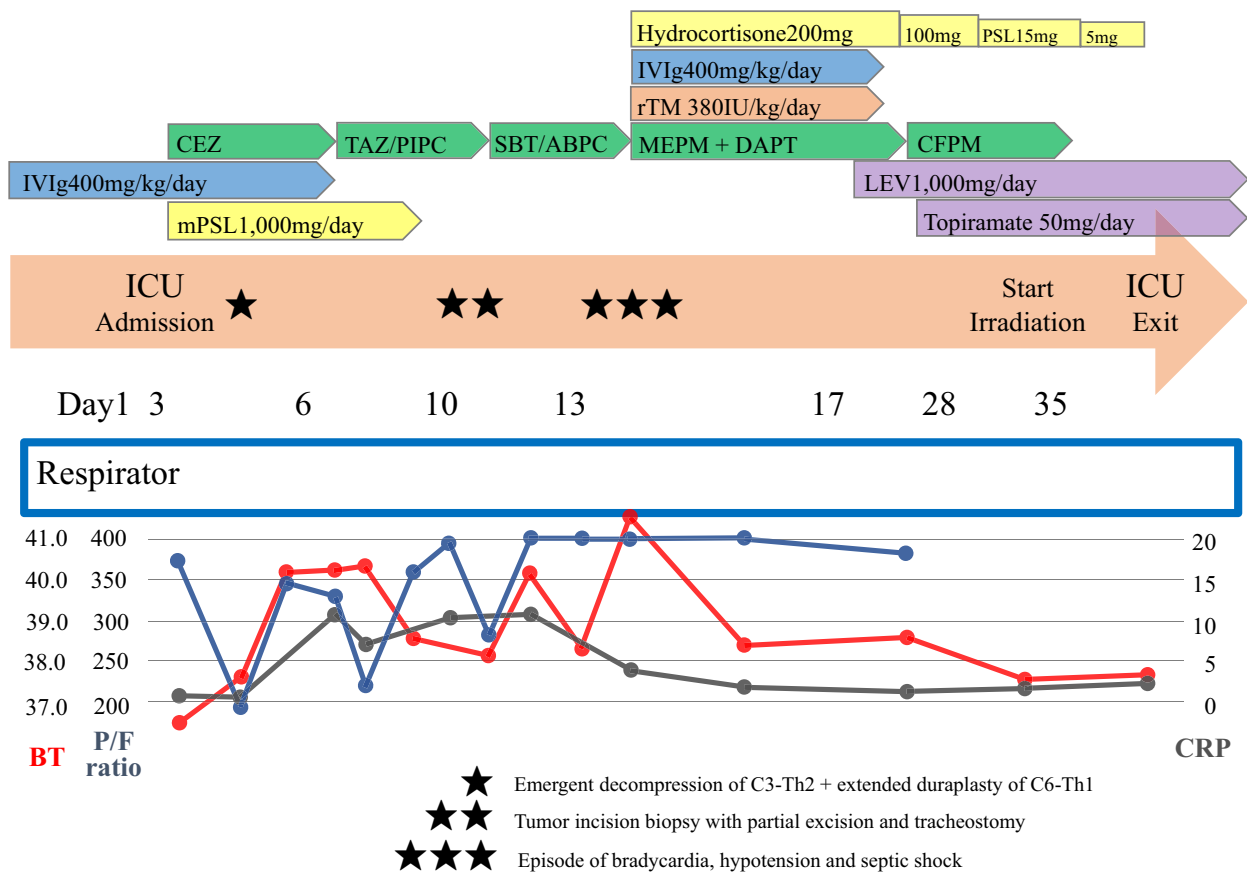 Hydrocortisone200mg 100mg PSL15mg 5mg
IVIg400mg/kg/day
rTM 380IU/kg/day
CEZ TAZ/PIPC SBT/ABPC MEPM + DAPT CFPM
IVIg400mg/kg/day LEV1,000mg/day
mPSL1,000mg/day Topiramate 50mg/day
ICU Start ICU
Admission Irradiation Exit
Day1 3 6 10 13 17 28 35
Respirator
41.0 400 20
40.0 350 15
39.0 300 10
38.0 250 5
37.0 200 0
BT P/F CRP
ratio
Emergent decompression of C3-Th2 + extended duraplasty of C6-Th1
Tumor incision biopsy with partial excision and tracheostomy
Episode of bradycardia, hypotension and septic shock